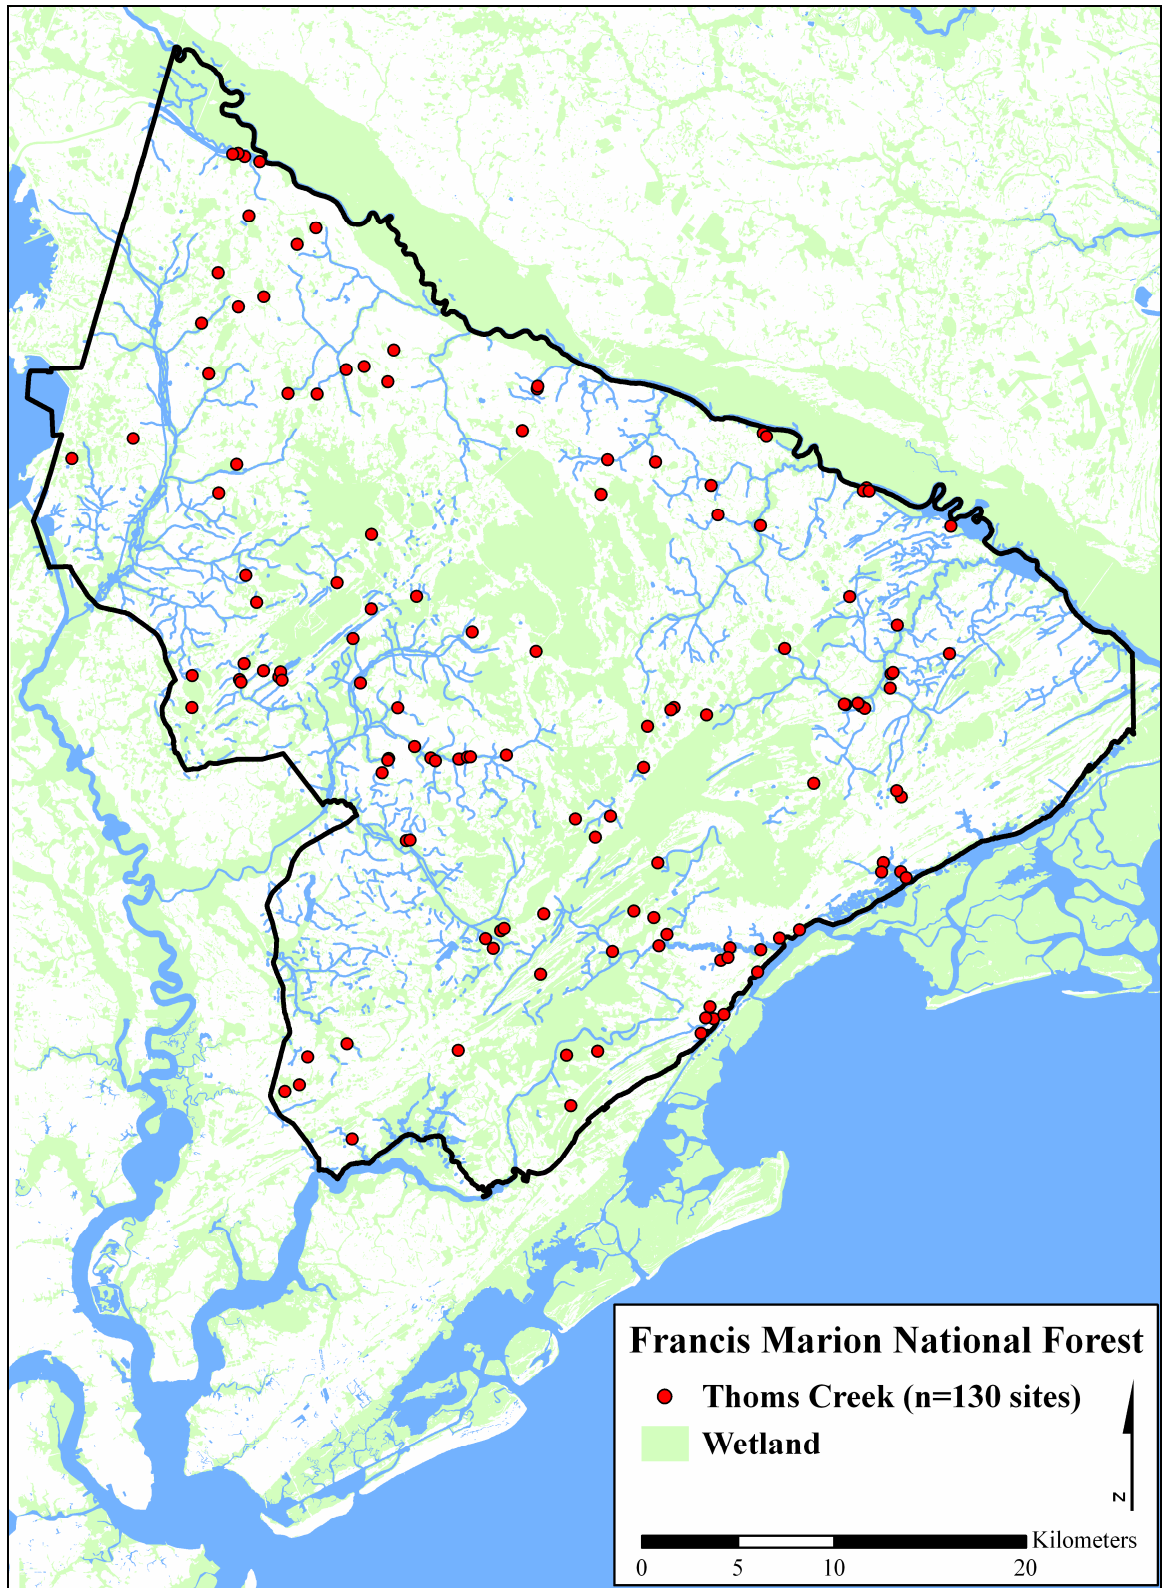 Francis Marion National Forest
Thoms Creek (n=130 sites)
Wetland
N
Kilometers
0 5 10 20